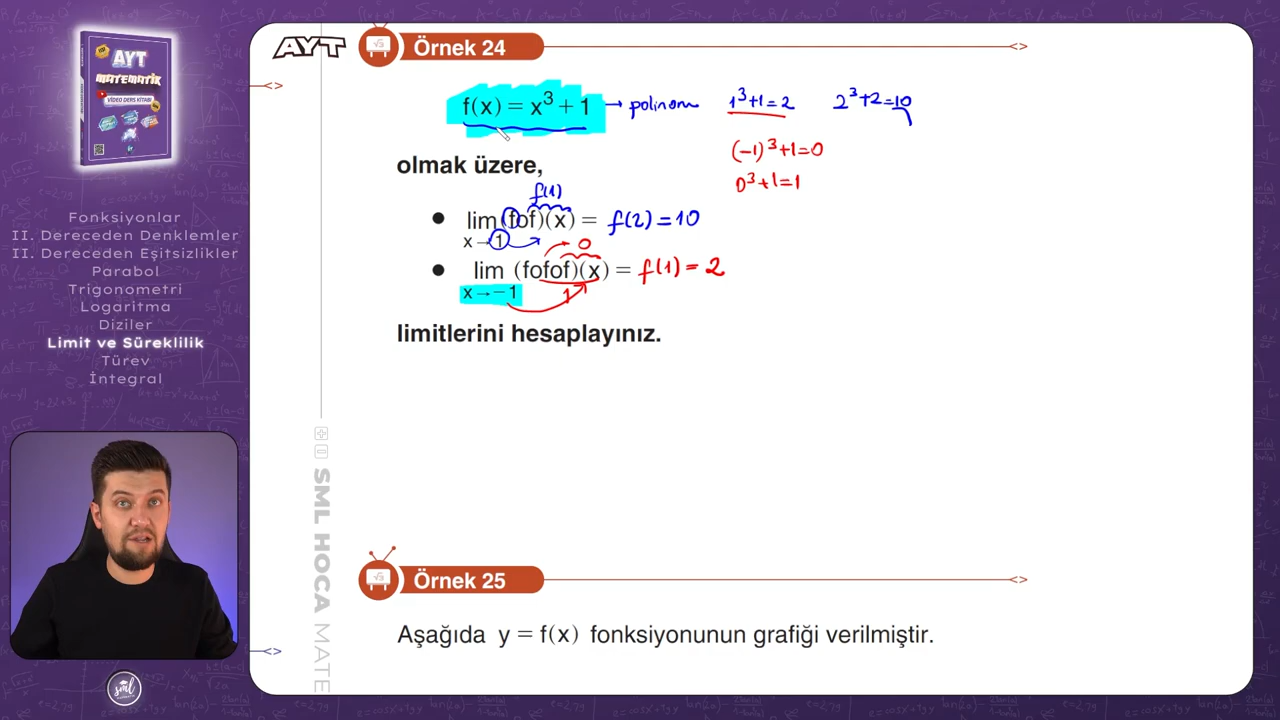 AYT
MATEMATİK
VİDEO DERS KİTABI
Fonksiyonlar
II. Dereceden Denklemler
II. Dereceden Eşitsizlikler
Parabol
Trigonometri
Logaritma
Diziler
Limit ve Süreklilik
Türev
İntegral
sml
SML HOCA MATE
AYT
Örnek 24
f(x) = x³ + 1 → polinom 1³+1=2 2³+2=10
(-1)³+1=0
olmak üzere,
0³+1=1
f(1)
lim (fof)(x) = f(2)=10
x → 1
0
lim (fofof)(x) = f(1) = 2
x → −1
1
limitlerini hesaplayınız.
Örnek 25
Aşağıda y = f(x) fonksiyonunun grafiği verilmiştir.